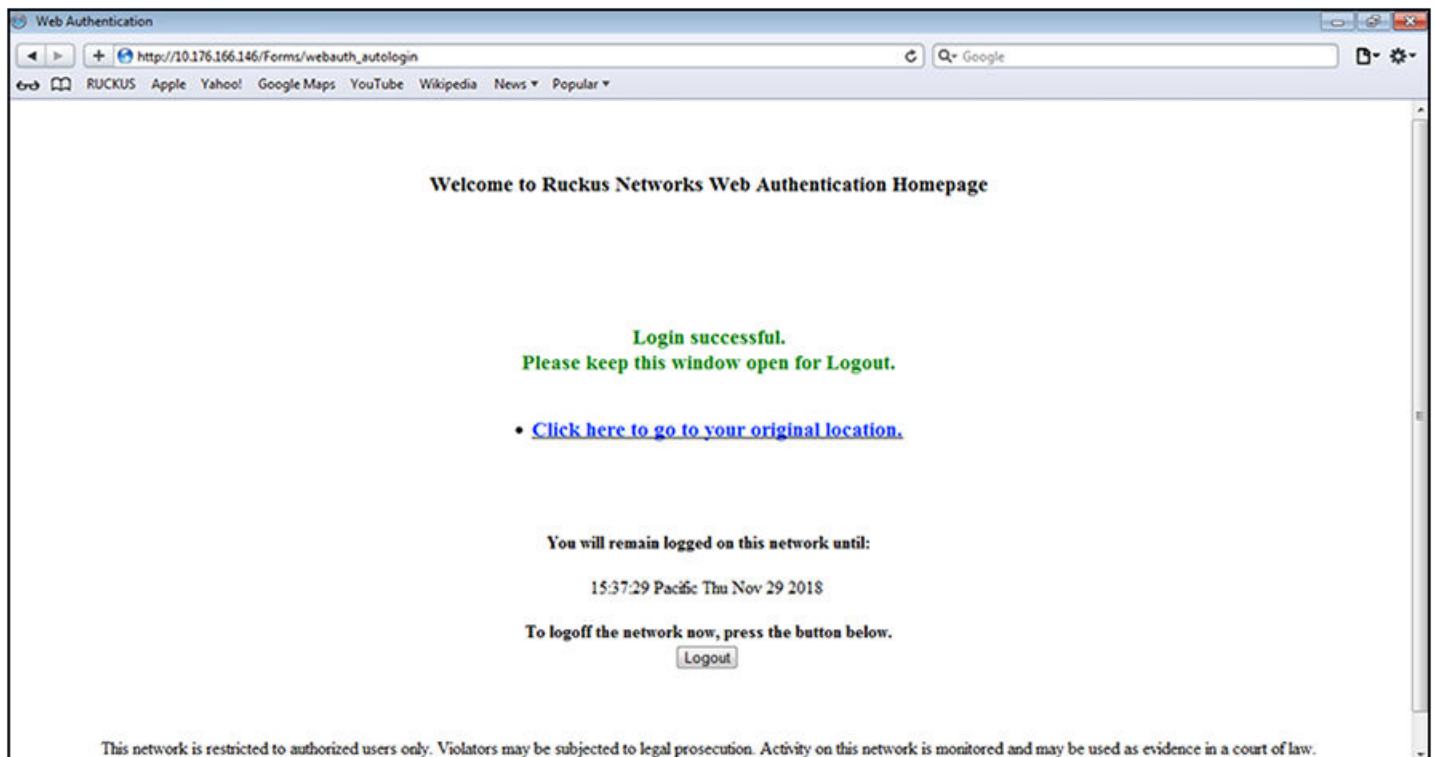 Web Authentication
http://10.176.166.146/Forms/webauth_autologin
Google
RUCKUS Apple Yahoo! Google Maps YouTube Wikipedia News Popular
Welcome to Ruckus Networks Web Authentication Homepage
Login successful.
Please keep this window open for Logout.
• Click here to go to your original location.
You will remain logged on this network until:
15:37:29 Pacific Thu Nov 29 2018
To logoff the network now, press the button below.
Logout
This network is restricted to authorized users only. Violators may be subjected to legal prosecution. Activity on this network is monitored and may be used as evidence in a court of law.